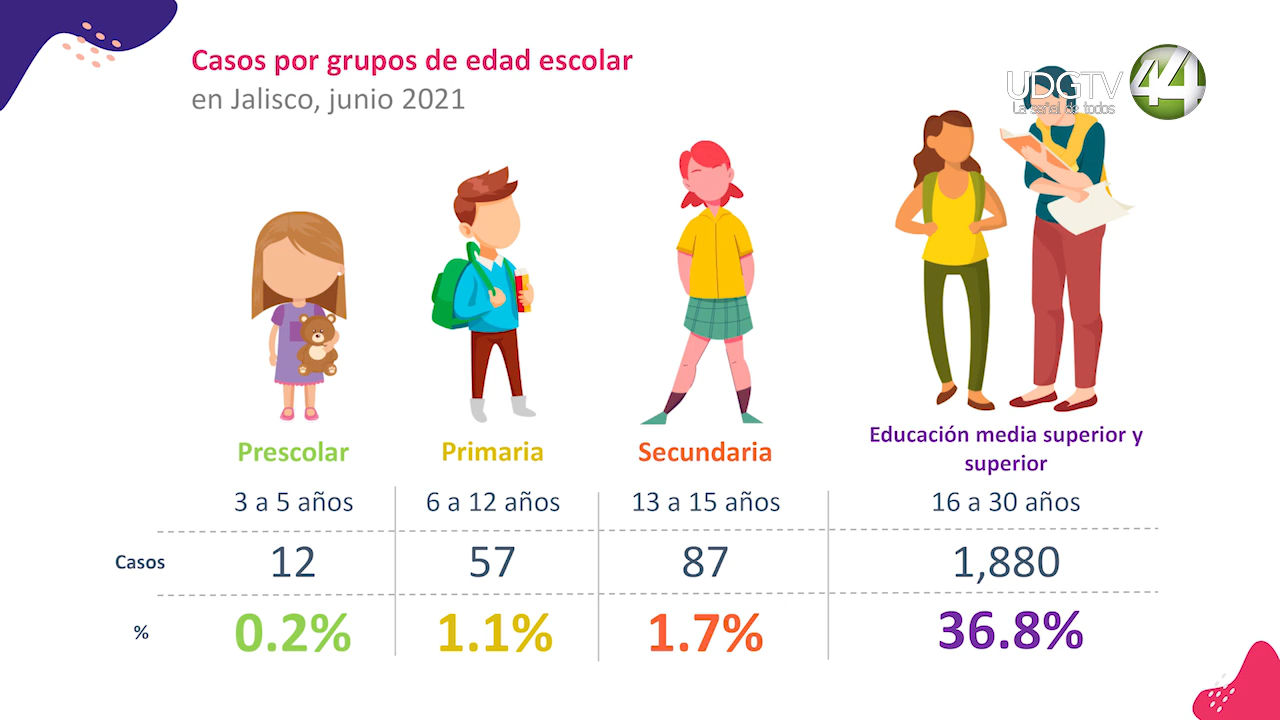 Casos por grupos de edad escolar
en Jalisco, junio 2021
UDGTV 44
La señal de todos
Prescolar
Primaria
Secundaria
Educación media superior y
superior
3 a 5 años
6 a 12 años
13 a 15 años
16 a 30 años
Casos
12
57
87
1,880
%
0.2%
1.1%
1.7%
36.8%